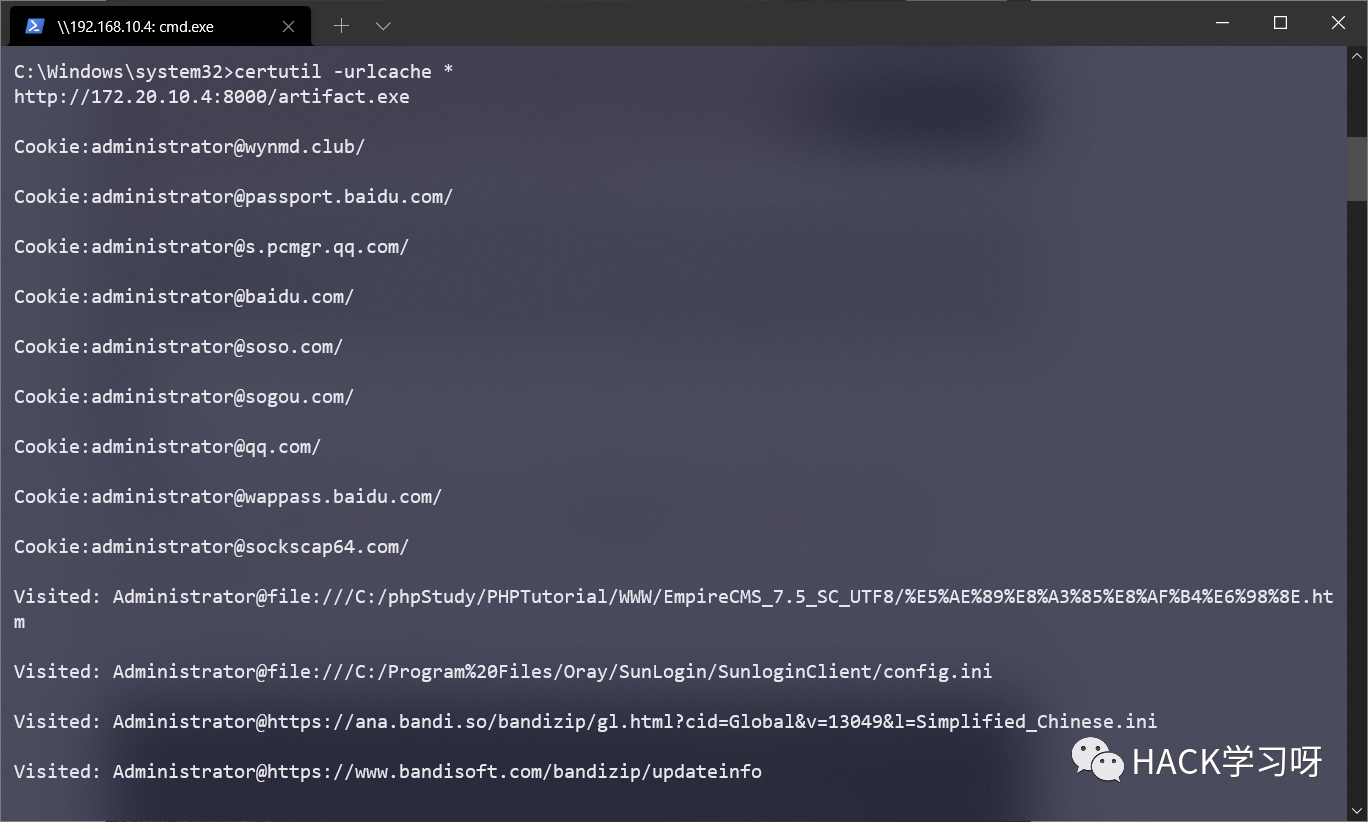 \\192.168.10.4: cmd.exe
C:\Windows\system32>certutil -urlcache *
http://172.20.10.4:8000/artifact.exe
Cookie:administrator@wynmd.club/
Cookie:administrator@passport.baidu.com/
Cookie:administrator@s.pcmgr.qq.com/
Cookie:administrator@baidu.com/
Cookie:administrator@soso.com/
Cookie:administrator@sogou.com/
Cookie:administrator@qq.com/
Cookie:administrator@wappass.baidu.com/
Cookie:administrator@sockscap64.com/
Visited: Administrator@file:///C:/phpStudy/PHPTutorial/WWW/EmpireCMS_7.5_SC_UTF8/%E5%AE%89%E8%A3%85%E8%AF%B4%E6%98%8E.ht
m
Visited: Administrator@file:///C:/Program%20Files/Oray/SunLogin/SunloginClient/config.ini
Visited: Administrator@https://ana.bandi.so/bandizip/gl.html?cid=Global&v=13049&l=Simplified_Chinese.ini
Visited: Administrator@https://www.bandisoft.com/bandizip/updateinfo
HACK学习呀